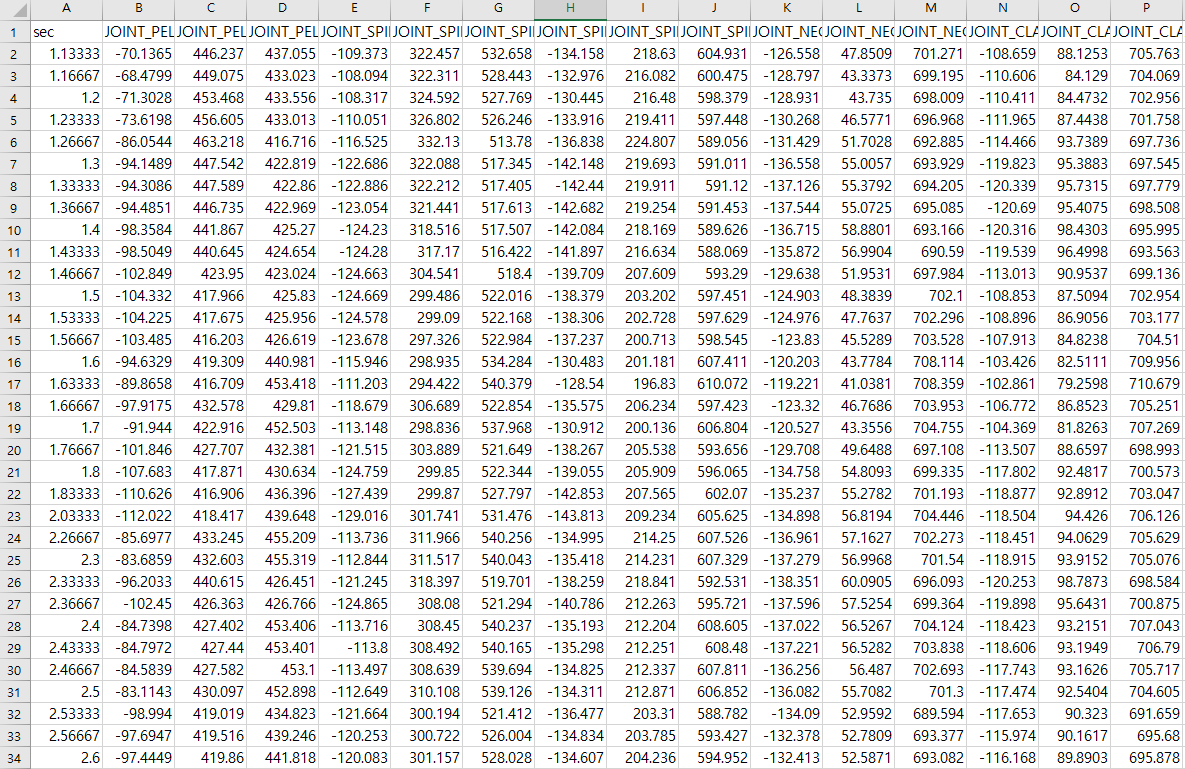 A B C D E F G H I J K L M N O P
1 sec JOINT_PEL JOINT_PEL JOINT_PEL JOINT_SPI JOINT_SPI JOINT_SPI JOINT_SPI JOINT_SPI JOINT_SPI JOINT_NEC JOINT_NEC JOINT_NEC JOINT_CLA JOINT_CLA JOINT_CLA
2 1.13333 -70.1365 446.237 437.055 -109.373 322.457 532.658 -134.158 218.63 604.931 -126.558 47.8509 701.271 -108.659 88.1253 705.763
3 1.16667 -68.4799 449.075 433.023 -108.094 322.311 528.443 -132.976 216.082 600.475 -128.797 43.3373 699.195 -110.606 84.129 704.069
4 1.2 -71.3028 453.468 433.556 -108.317 324.592 527.769 -130.445 216.48 598.379 -128.931 43.735 698.009 -110.411 84.4732 702.956
5 1.23333 -73.6198 456.605 433.013 -110.051 326.802 526.246 -133.916 219.411 597.448 -130.268 46.5771 696.968 -111.965 87.4438 701.758
6 1.26667 -86.0544 463.218 416.716 -116.525 332.13 513.78 -136.838 224.807 589.056 -131.429 51.7028 692.885 -114.466 93.7389 697.736
7 1.3 -94.1489 447.542 422.819 -122.686 322.088 517.345 -142.148 219.693 591.011 -136.558 55.0057 693.929 -119.823 95.3883 697.545
8 1.33333 -94.3086 447.589 422.86 -122.886 322.212 517.405 -142.44 219.911 591.12 -137.126 55.3792 694.205 -120.339 95.7315 697.779
9 1.36667 -94.4851 446.735 422.969 -123.054 321.441 517.613 -142.682 219.254 591.453 -137.544 55.0725 695.085 -120.69 95.4075 698.508
10 1.4 -98.3584 441.867 425.27 -124.23 318.516 517.507 -142.084 218.169 589.626 -136.715 58.8801 693.166 -120.316 98.4303 695.995
11 1.43333 -98.5049 440.645 424.654 -124.28 317.17 516.422 -141.897 216.634 588.069 -135.872 56.9904 690.59 -119.539 96.4998 693.563
12 1.46667 -102.849 423.95 423.024 -124.663 304.541 518.4 -139.709 207.609 593.29 -129.638 51.9531 697.984 -113.013 90.9537 699.136
13 1.5 -104.332 417.966 425.83 -124.669 299.486 522.016 -138.379 203.202 597.451 -124.903 48.3839 702.1 -108.853 87.5094 702.954
14 1.53333 -104.225 417.675 425.956 -124.578 299.09 522.168 -138.306 202.728 597.629 -124.976 47.7637 702.296 -108.896 86.9056 703.177
15 1.56667 -103.485 416.203 426.619 -123.678 297.326 522.984 -137.237 200.713 598.545 -123.83 45.5289 703.528 -107.913 84.8238 704.51
16 1.6 -94.6329 419.309 440.981 -115.946 298.935 534.284 -130.483 201.181 607.411 -120.203 43.7784 708.114 -103.426 82.5111 709.956
17 1.63333 -89.8658 416.709 453.418 -111.203 294.422 540.379 -128.54 196.83 610.072 -119.221 41.0381 708.359 -102.861 79.2598 710.679
18 1.66667 -97.9175 432.578 429.81 -118.679 306.689 522.854 -135.575 206.234 597.423 -123.32 46.7686 703.953 -106.772 86.8523 705.251
19 1.7 -91.944 422.916 452.503 -113.148 298.836 537.968 -130.912 200.136 606.804 -120.527 43.3556 704.755 -104.369 81.8263 707.269
20 1.76667 -101.846 427.707 432.381 -121.515 303.889 521.649 -138.267 205.538 593.656 -129.708 49.6488 697.108 -113.507 88.6597 698.993
21 1.8 -107.683 417.871 430.634 -124.759 299.85 522.344 -139.055 205.909 596.065 -134.758 54.8093 699.335 -117.802 92.4817 700.573
22 1.83333 -110.626 416.906 436.396 -127.439 299.87 527.797 -142.853 207.565 602.07 -135.237 55.2782 701.193 -118.877 92.8912 703.047
23 2.03333 -112.022 418.417 439.648 -129.016 301.741 531.476 -143.813 209.234 605.625 -134.898 56.8194 704.446 -118.504 94.426 706.126
24 2.26667 -85.6977 433.245 455.209 -113.736 311.966 540.256 -134.995 214.25 607.526 -136.961 57.1627 702.273 -118.451 94.0629 705.629
25 2.3 -83.6859 432.603 455.319 -112.844 311.517 540.043 -135.418 214.231 607.329 -137.279 56.9968 701.54 -118.915 93.9152 705.076
26 2.33333 -96.2033 440.615 426.451 -121.245 318.397 519.701 -138.259 218.841 592.531 -138.351 60.0905 696.093 -120.253 98.7873 698.584
27 2.36667 -102.45 426.363 426.766 -124.865 308.08 521.294 -140.786 212.263 595.721 -137.596 57.5254 699.364 -119.898 95.6431 700.875
28 2.4 -84.7398 427.402 453.406 -113.716 308.45 540.237 -135.193 212.204 608.605 -137.022 56.5267 704.124 -118.423 93.2151 707.043
29 2.43333 -84.7972 427.44 453.401 -113.8 308.492 540.165 -135.298 212.251 608.48 -137.221 56.5282 703.838 -118.606 93.1949 706.79
30 2.46667 -84.5839 427.582 453.1 -113.497 308.639 539.694 -134.825 212.337 607.811 -136.256 56.487 702.693 -117.743 93.1626 705.717
31 2.5 -83.1143 430.097 452.898 -112.649 310.108 539.126 -134.311 212.871 606.852 -136.082 55.7082 701.3 -117.474 92.5404 704.605
32 2.53333 -98.994 419.019 434.823 -121.664 300.194 521.412 -136.477 203.31 588.782 -134.09 52.9592 689.594 -117.653 90.323 691.659
33 2.56667 -97.6947 419.516 439.246 -120.253 300.722 526.004 -134.834 203.785 593.427 -132.378 52.7809 693.377 -115.974 90.1617 695.68
34 2.6 -97.4449 419.86 441.818 -120.083 301.157 528.028 -134.607 204.236 594.952 -132.413 52.5871 693.082 -116.168 89.8903 695.878